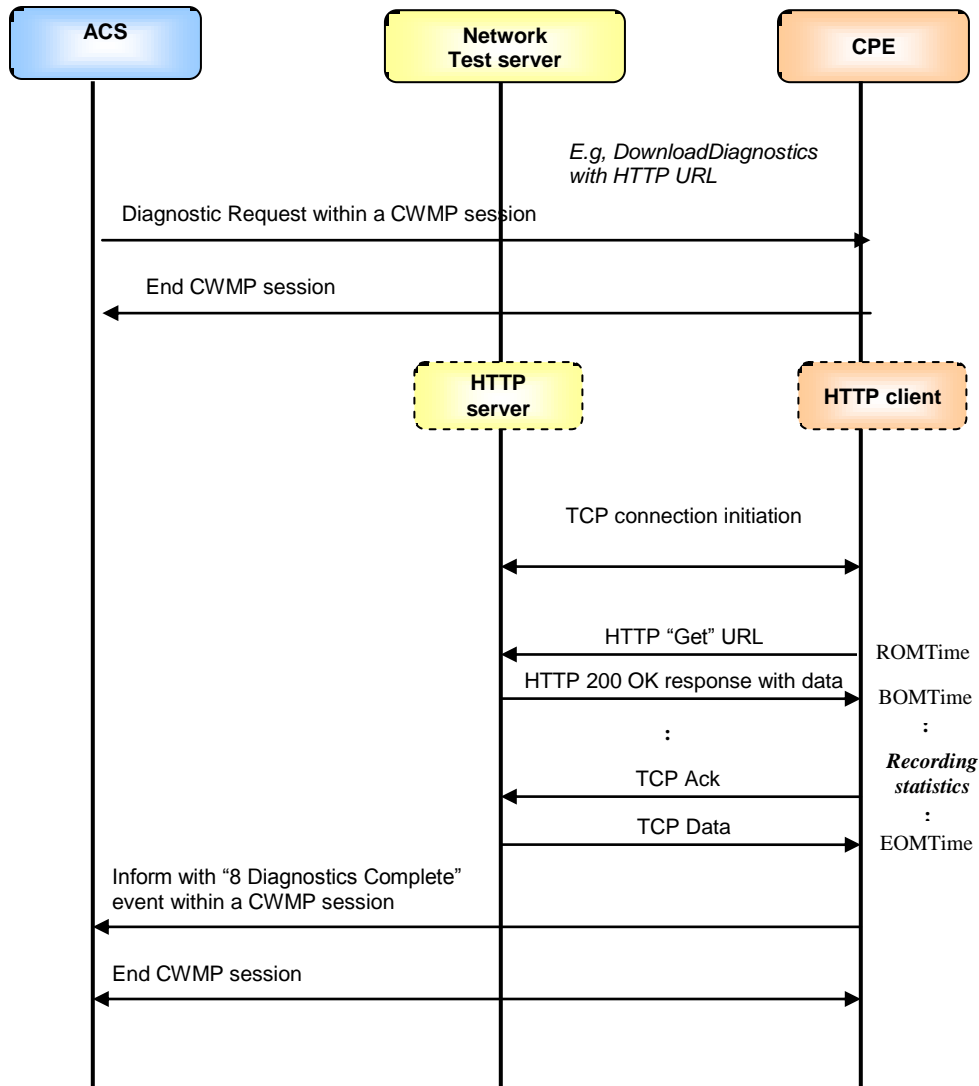 ACS
Network
Test server
CPE
E.g, DownloadDiagnostics
with HTTP URL
Diagnostic Request within a CWMP session
End CWMP session
HTTP
server
HTTP client
TCP connection initiation
HTTP “Get” URL
ROMTime
HTTP 200 OK response with data
BOMTime
:
:
Recording
statistics
TCP Ack
:
TCP Data
EOMTime
Inform with “8 Diagnostics Complete”
event within a CWMP session
End CWMP session